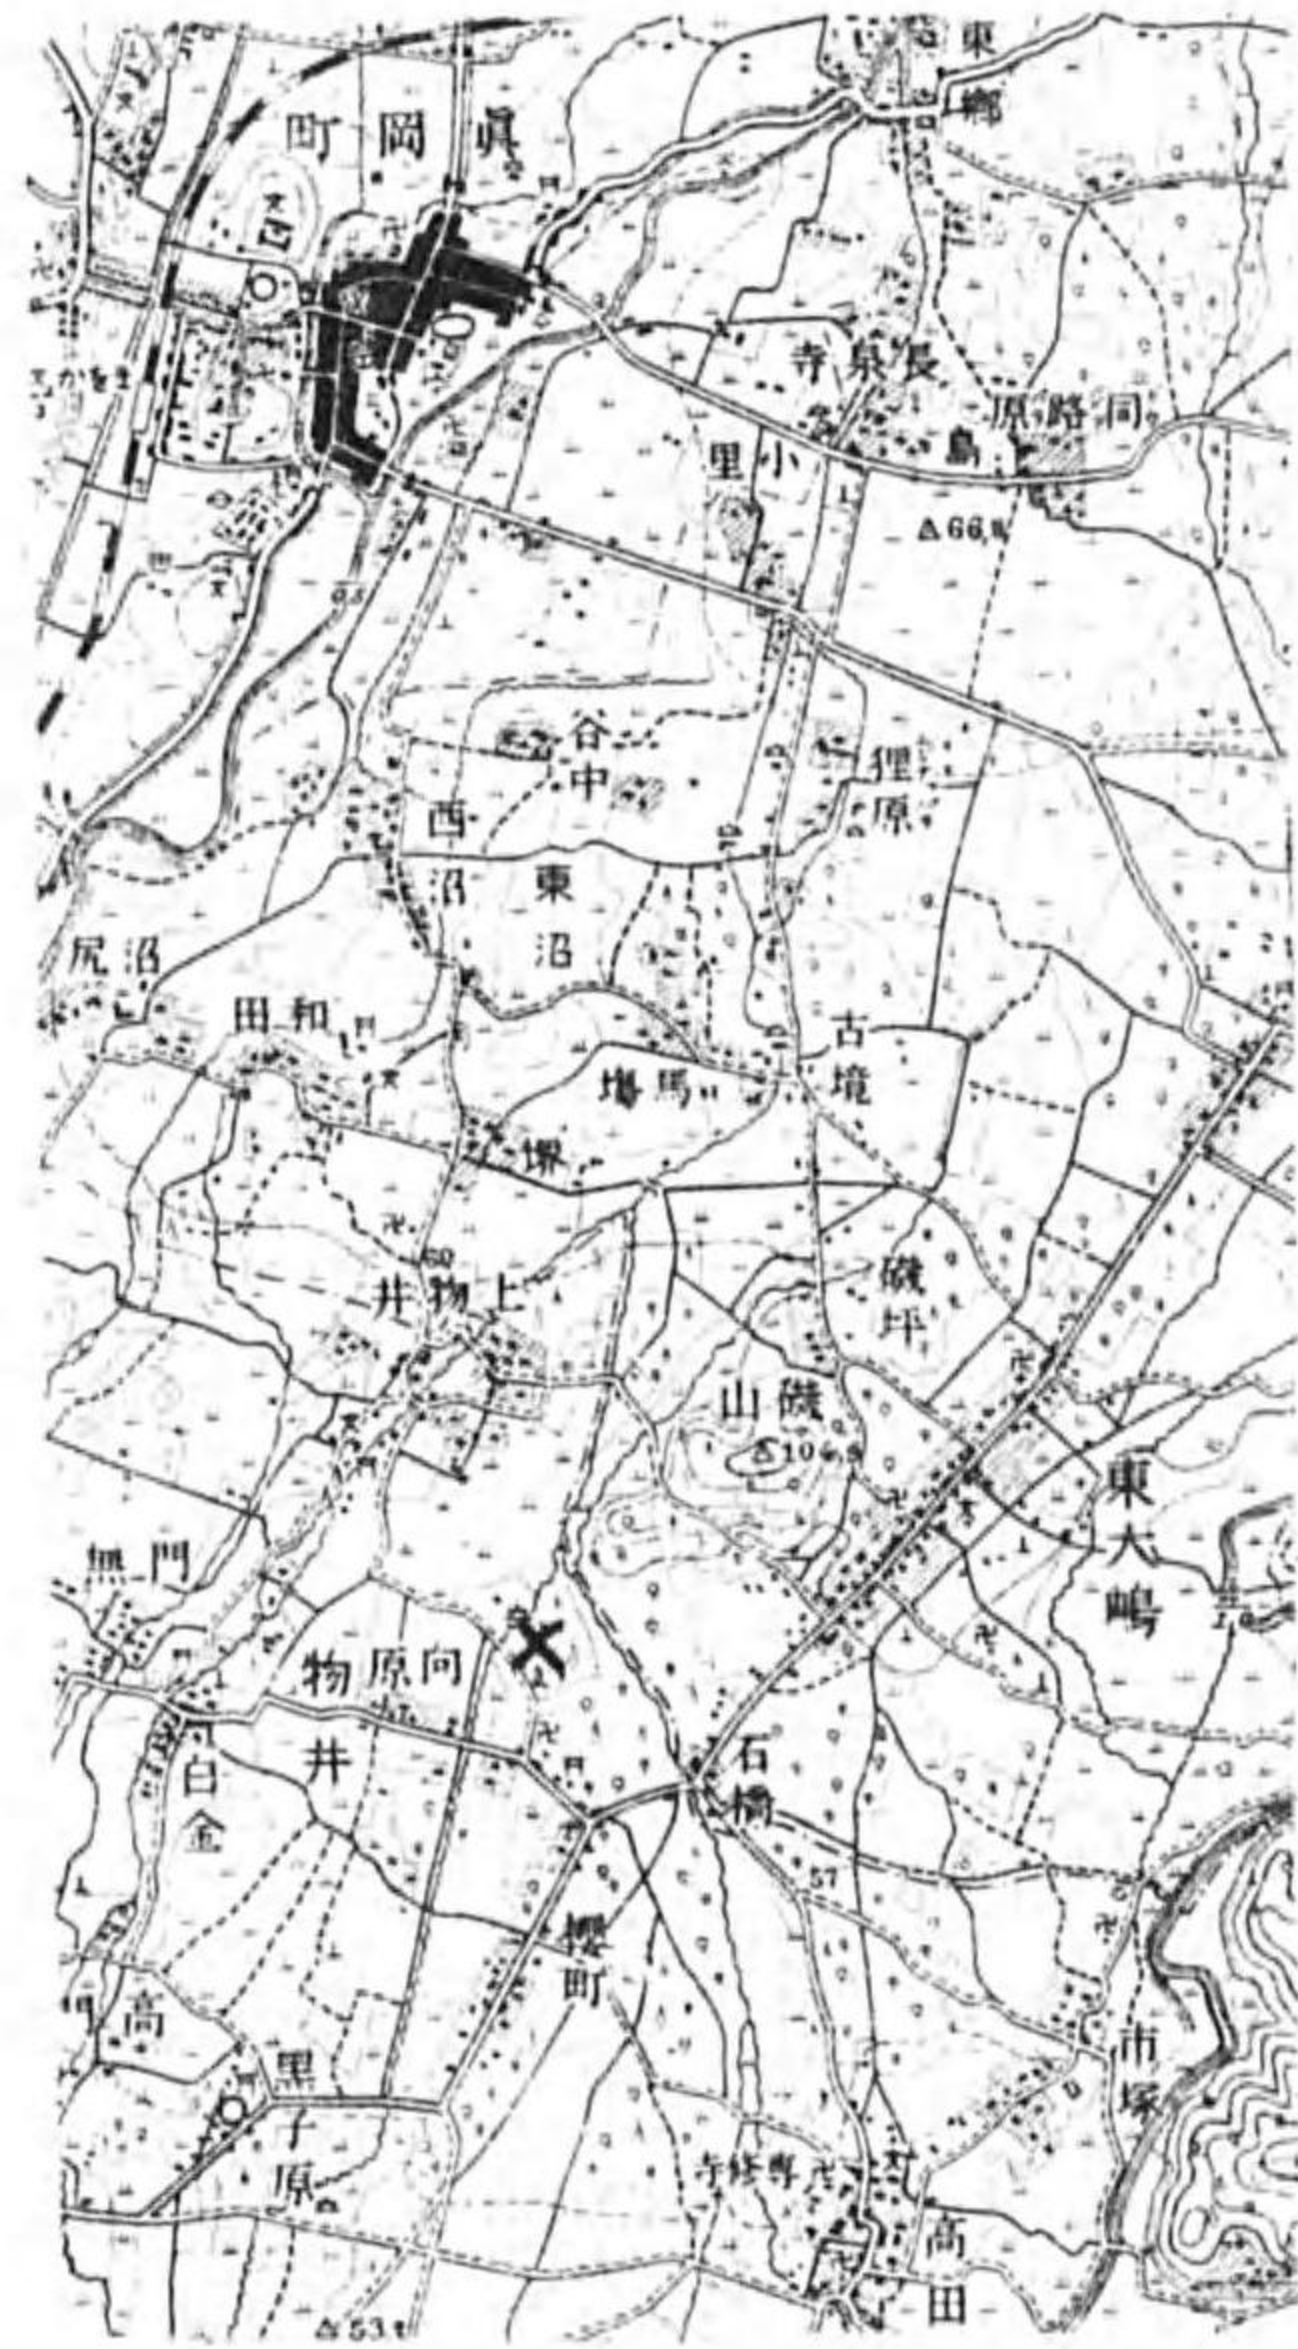 東郷
眞岡町
長泉寺
同路原
島
小里
66.8
谷中
狸原
西沼
東沼
沼尻
和田
古境
馬場
堺
60
上物井
磯坪
磯山
東大嶋
無門
向原
物井
石橋
白金
57
櫻町
高
市塚
黒子原
専修寺
高田